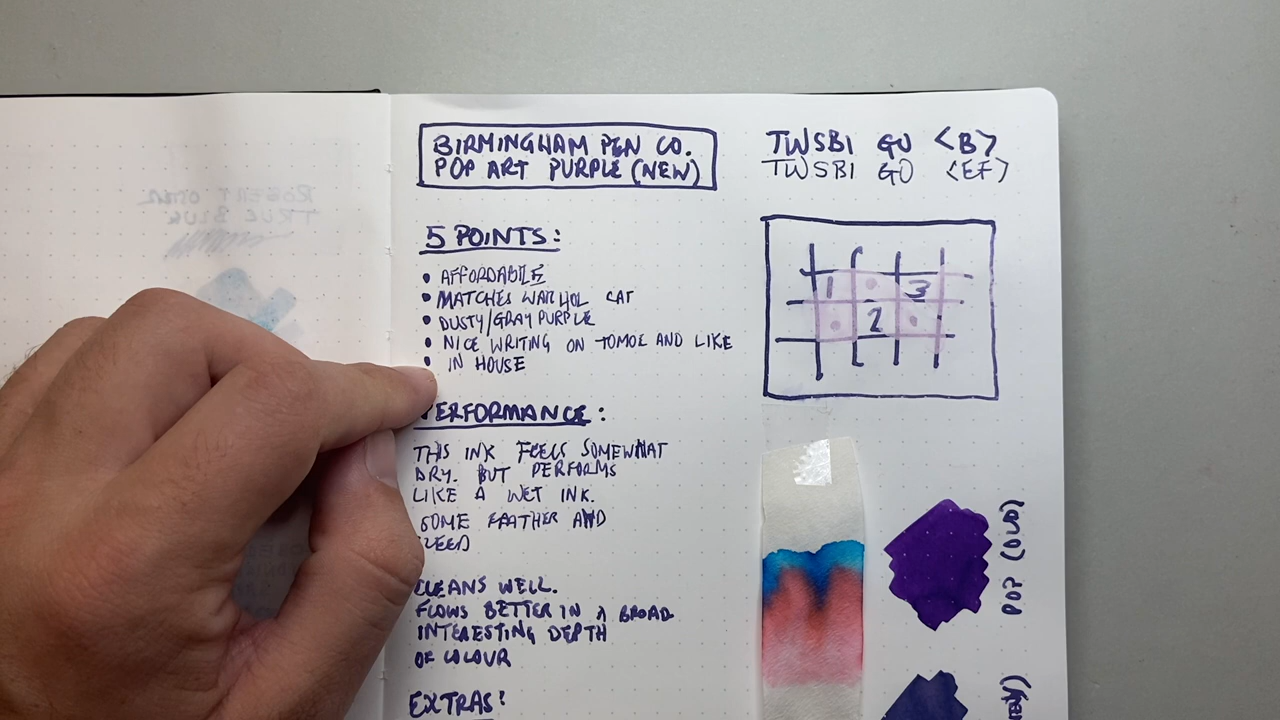 BIRMINGHAM PEN CO.
POP ART PURPLE (NEW)
TWSBI GO <B>
TWSBI GO <EF>
5 POINTS:
• AFFORDABLE
• MATCHES WARHOL CAT
• DUSTY/GRAY PURPLE
• NICE WRITING ON TOMOE AND LIKE
• IN HOUSE
1 3
2
PERFORMANCE:
THIS INK FEELS SOMEWHAT
DRY. BUT PERFORMS
LIKE A WET INK.
SOME FEATHER AND
BLEED
CLEANS WELL.
FLOWS BETTER IN A BROAD
INTERESTING DEPTH
OF COLOUR
EXTRAS:
POP (OLD)